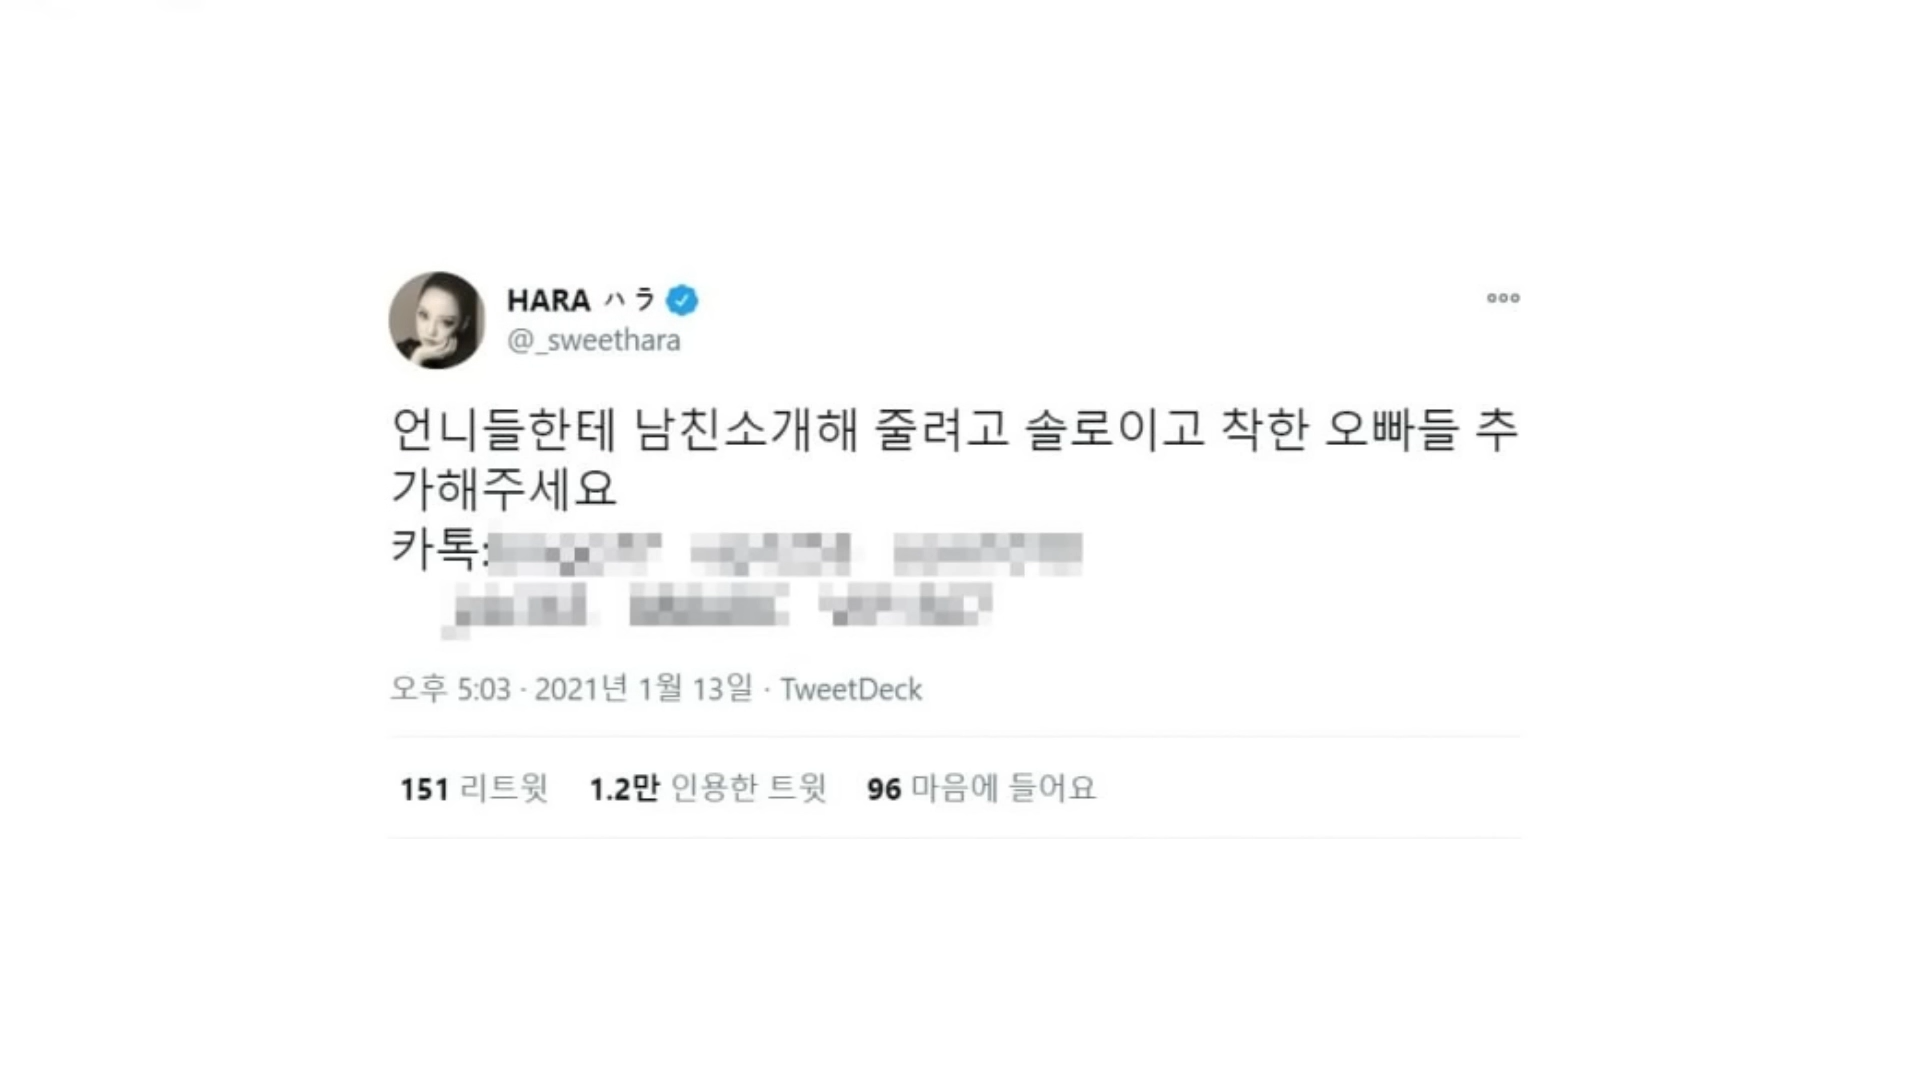 HARA ハラ
@_sweethara
언니들한테 남친소개해 줄려고 솔로이고 착한 오빠들 추
가해주세요
카톡:
오후 5:03 · 2021년 1월 13일 · TweetDeck
151 리트윗 1.2만 인용한 트윗 96 마음에 들어요